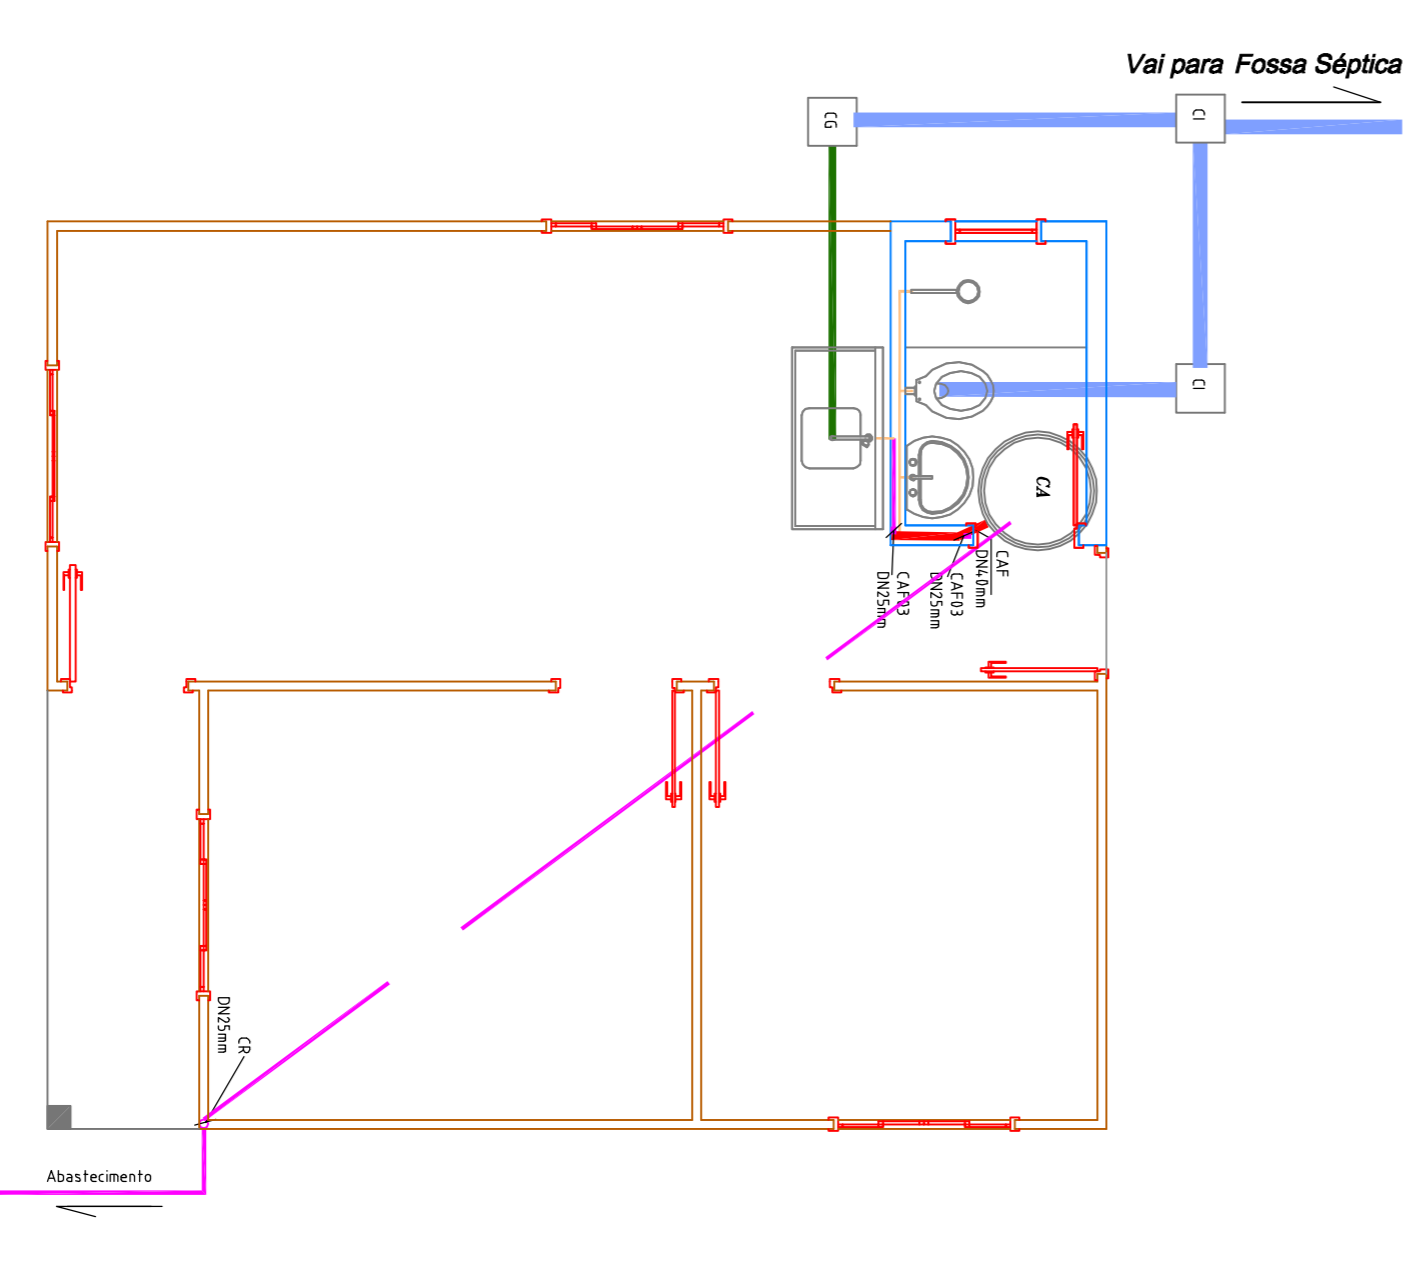 Vai para Fossa Séptica
CG
CI
CI
CA
CAF
DN40mm
CAF03
DN25mm
CAF03
DN25mm
CR
DN25mm
Abastecimento